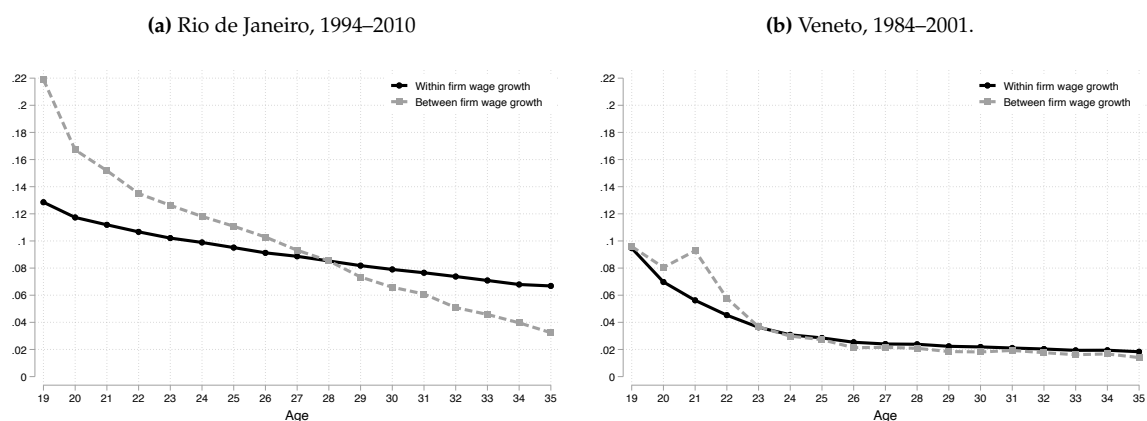 (a) Rio de Janeiro, 1994–2010
.22
.2
.18
.16
.14
.12
.1
.08
.06
.04
.02
0
Within firm wage growth
Between firm wage growth
19 20 21 22 23 24 25 26 27 28 29 30 31 32 33 34 35
Age
(b) Veneto, 1984–2001.
.22
.2
.18
.16
.14
.12
.1
.08
.06
.04
.02
0
Within firm wage growth
Between firm wage growth
19 20 21 22 23 24 25 26 27 28 29 30 31 32 33 34 35
Age